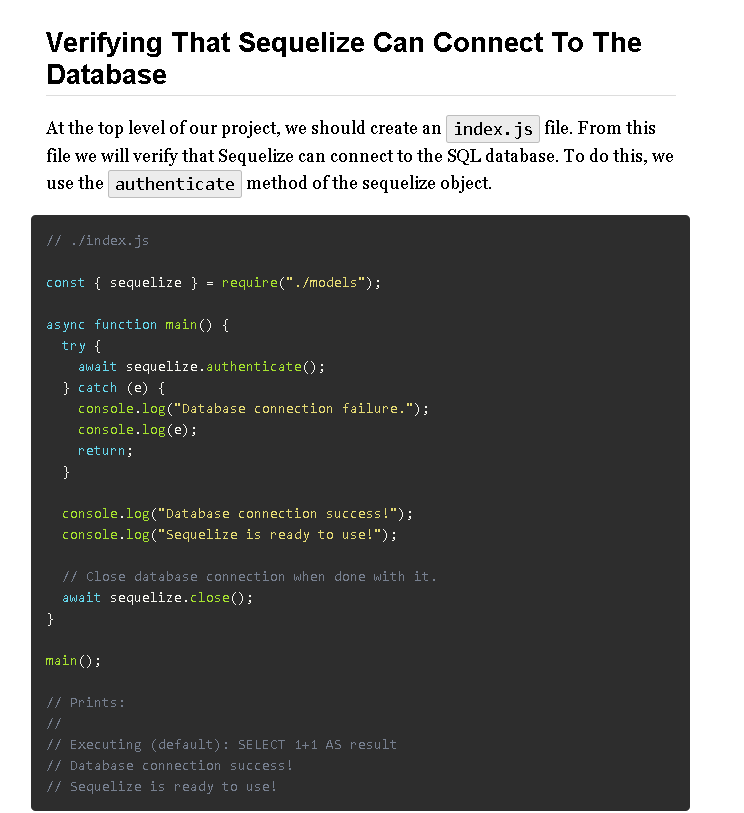 Verifying That Sequelize Can Connect To The
Database
At the top level of our project, we should create an index.js file. From this
file we will verify that Sequelize can connect to the SQL database. To do this, we
use the authenticate method of the sequelize object.
// ./index.js
const { sequelize } = require("./models");
async function main() {
  try {
    await sequelize.authenticate();
  } catch (e) {
    console.log("Database connection failure.");
    console.log(e);
    return;
  }
  console.log("Database connection success!");
  console.log("Sequelize is ready to use!");
  // Close database connection when done with it.
  await sequelize.close();
}
main();
// Prints:
//
// Executing (default): SELECT 1+1 AS result
// Database connection success!
// Sequelize is ready to use!